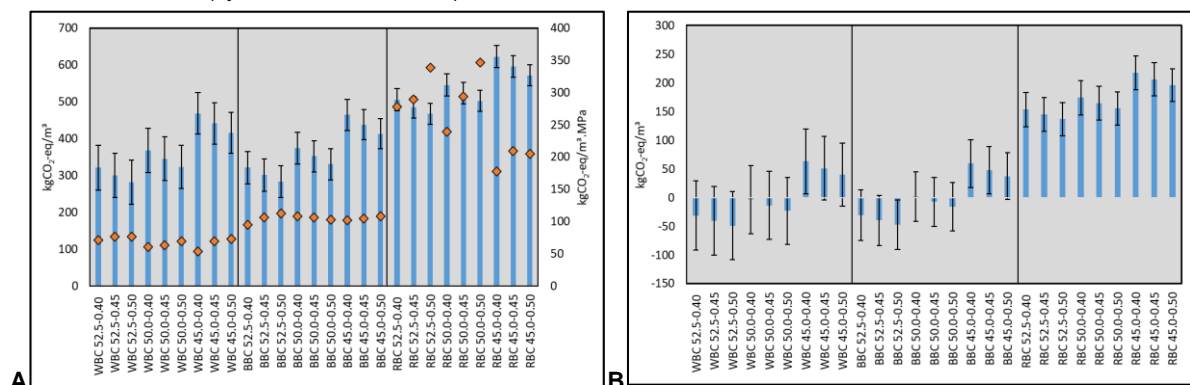 700
600
500
400
300
200
100
0
kgCO2-eq/m³
400
350
300
250
200
150
100
50
0
kgCO2-eq/m³.MPa
WBC 52.5-0.40
WBC 52.5-0.45
WBC 52.5-0.50
WBC 50.0-0.40
WBC 50.0-0.45
WBC 50.0-0.50
WBC 45.0-0.40
WBC 45.0-0.45
WBC 45.0-0.50
BBC 52.5-0.40
BBC 52.5-0.45
BBC 52.5-0.50
BBC 50.0-0.40
BBC 50.0-0.45
BBC 50.0-0.50
BBC 45.0-0.40
BBC 45.0-0.45
BBC 45.0-0.50
RBC 52.5-0.40
RBC 52.5-0.45
RBC 52.5-0.50
RBC 50.0-0.40
RBC 50.0-0.45
RBC 50.0-0.50
RBC 45.0-0.40
RBC 45.0-0.45
RBC 45.0-0.50
A
300
250
200
150
100
50
0
-50
-100
-150
kgCO2-eq/m³
WBC 52.5-0.40
WBC 52.5-0.45
WBC 52.5-0.50
WBC 50.0-0.40
WBC 50.0-0.45
WBC 50.0-0.50
WBC 45.0-0.40
WBC 45.0-0.45
WBC 45.0-0.50
BBC 52.5-0.40
BBC 52.5-0.45
BBC 52.5-0.50
BBC 50.0-0.40
BBC 50.0-0.45
BBC 50.0-0.50
BBC 45.0-0.40
BBC 45.0-0.45
BBC 45.0-0.50
RBC 52.5-0.40
RBC 52.5-0.45
RBC 52.5-0.50
RBC 50.0-0.40
RBC 50.0-0.45
RBC 50.0-0.50
RBC 45.0-0.40
RBC 45.0-0.45
RBC 45.0-0.50
B